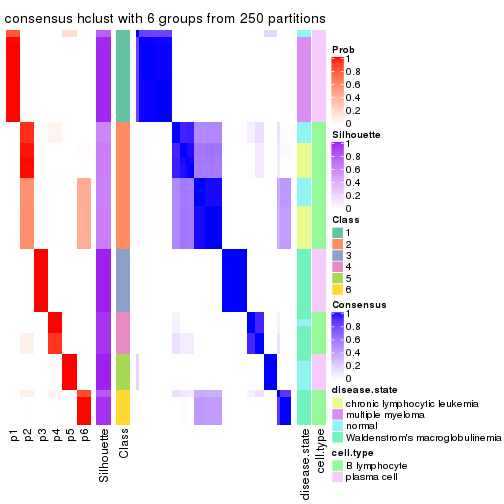 consensus hclust with 6 groups from 250 partitions
Prob
1
0.8
0.6
0.4
0.2
0
Silhouette
1
0.8
0.6
0.4
0.2
0
Class
1
2
3
4
5
6
Consensus
1
0.8
0.6
0.4
0.2
0
disease.state
chronic lymphocytic leukemia
multiple myeloma
normal
Waldenstrom's macroglobulinemia
cell.type
B lymphocyte
plasma cell
p1
p2
p3
p4
p5
p6
Silhouette
Class
disease.state
cell.type